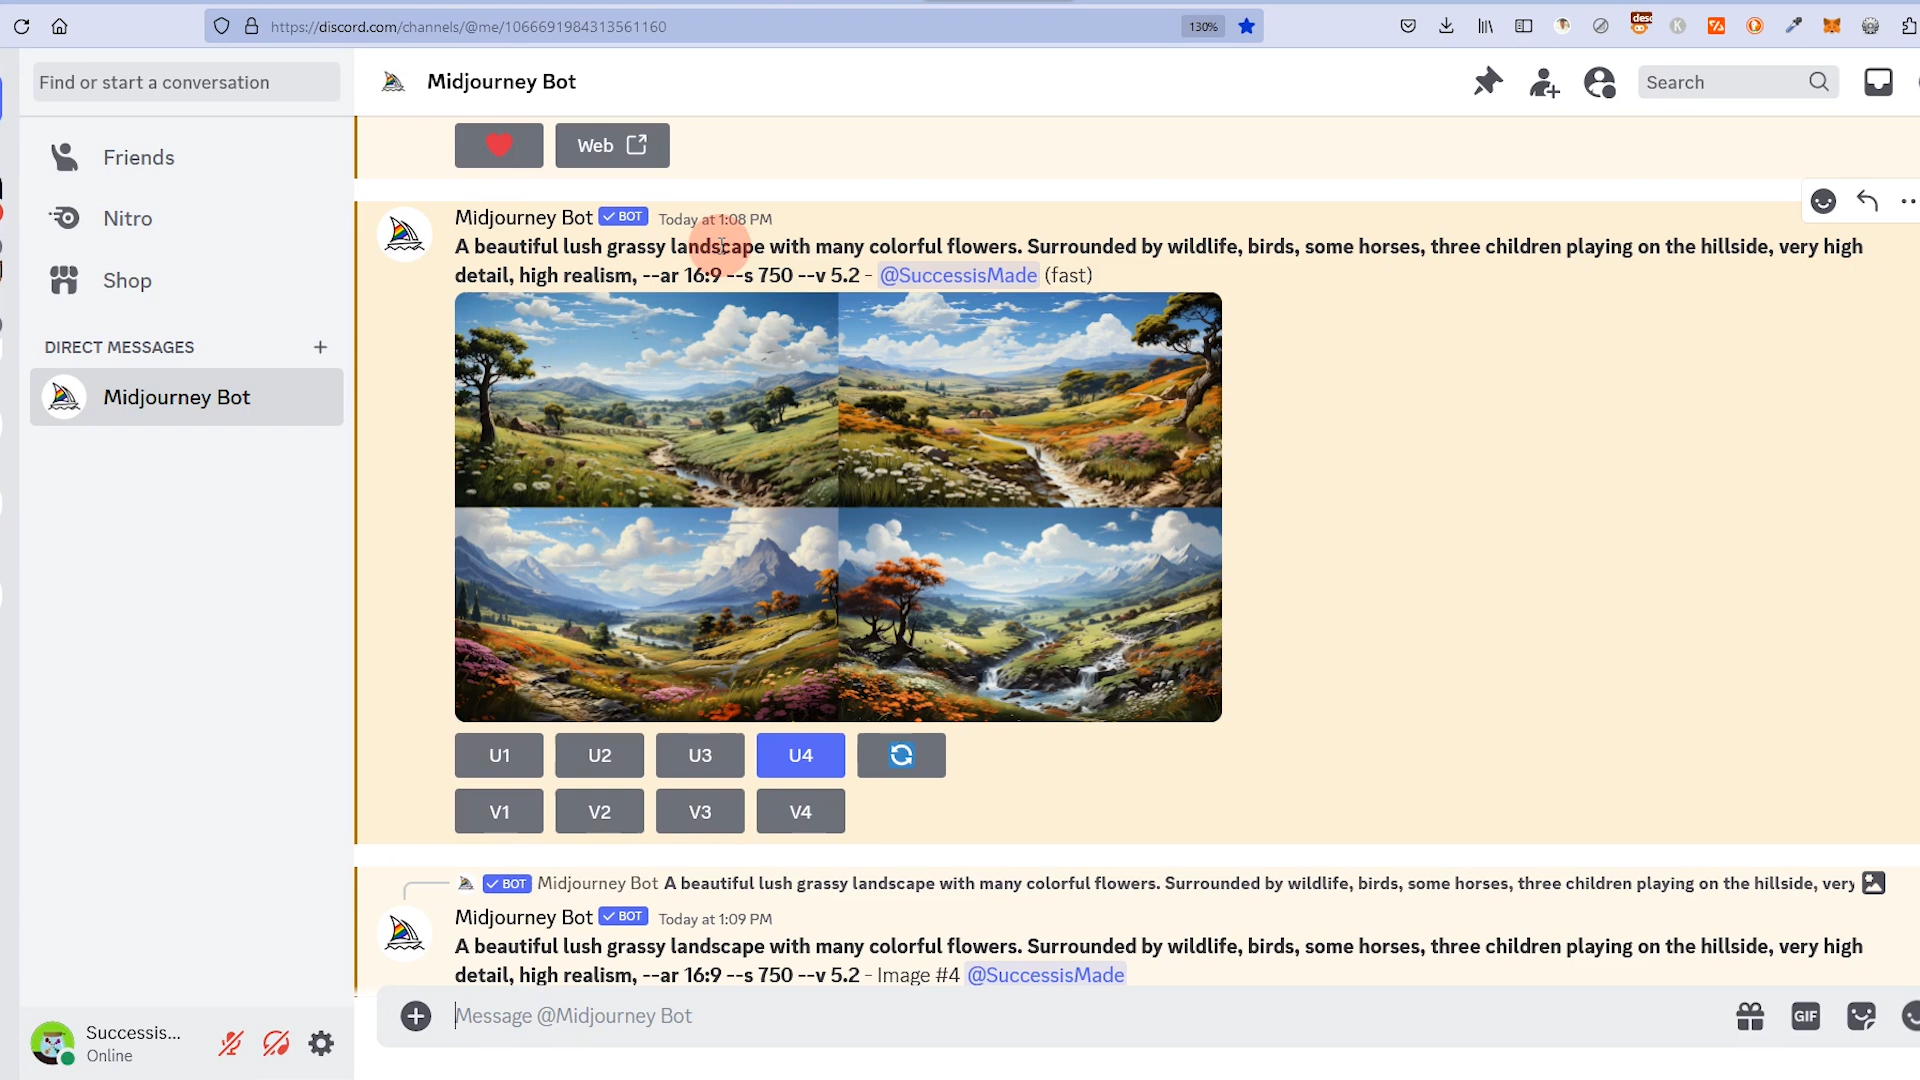 https://discord.com/channels/@me/1066691984313561160
130%
desc
Find or start a conversation
Midjourney Bot
Search
Friends
Nitro
Shop
DIRECT MESSAGES
Midjourney Bot
Successis...
Online
Web
Midjourney Bot BOT Today at 1:08 PM
A beautiful lush grassy landscape with many colorful flowers. Surrounded by wildlife, birds, some horses, three children playing on the hillside, very high
detail, high realism, --ar 16:9 --s 750 --v 5.2 - @SuccessisMade (fast)
U1 U2 U3 U4
V1 V2 V3 V4
BOT Midjourney Bot A beautiful lush grassy landscape with many colorful flowers. Surrounded by wildlife, birds, some horses, three children playing on the hillside, very
Midjourney Bot BOT Today at 1:09 PM
A beautiful lush grassy landscape with many colorful flowers. Surrounded by wildlife, birds, some horses, three children playing on the hillside, very high
detail, high realism, --ar 16:9 --s 750 --v 5.2 - Image #4 @SuccessisMade
Message @Midjourney Bot
GIF